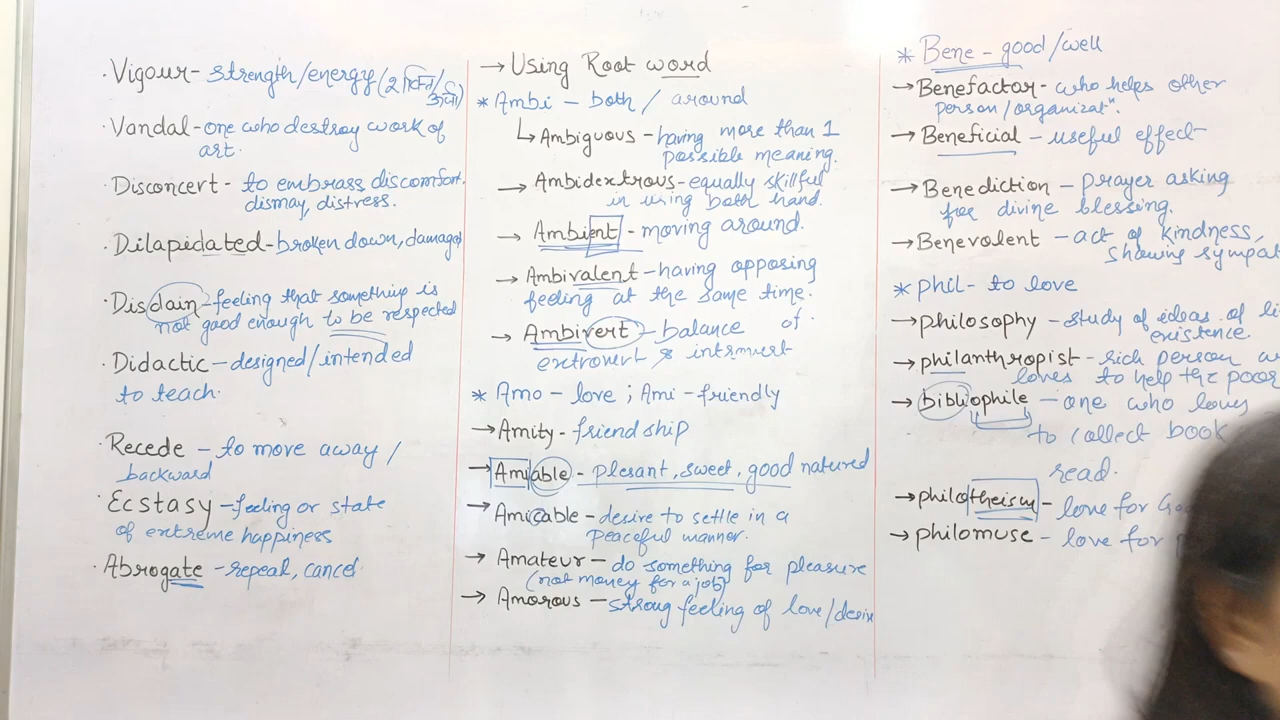 · Vigour - strength/energy (
· Vandal - one who destroy work of
art.
· Disconcert - to embrass discomfort,
dismay, distress.
· Dilapidated - broken down, damaged
· Disdain - feeling that something is
not good enough to be respected
· Didactic - designed/intended
to teach.
· Recede - to move away/
backward
· Ecstasy - feeling or state
of extreme happiness
· Abrogate - repeal, cancel
→ Using Root word
* Ambi - both / around
↳ Ambiguous - having more than 1
possible meaning.
→ Ambidextrous - equally skillful
in using both hand.
→ Ambient - moving around.
→ Ambivalent - having opposing
feeling at the same time.
→ Ambivert - balance of
extrovert & introvert
* Amo - love ; Ami - friendly
→ Amity - friendship
→ Amiable - plesant, sweet, good natured
→ Amicable - desire to settle in a
peaceful manner.
→ Amateur - do something for pleasure
(not money for a job)
→ Amorous - strong feeling of love/desire
* Bene - good/well
→ Benefactor - who helps other
person/organizatⁿ.
→ Beneficial - useful effect
→ Benediction - prayer asking
for divine blessing.
→ Benevolent - act of kindness,
showing
* phil - to love
→ philosophy - study of ideas of
existence.
→ philanthropist - rich person
loves to help the poor
→ bibliophile - one who loves
to collect book
read.
→ philotheism - love for
→ philomuse - love for